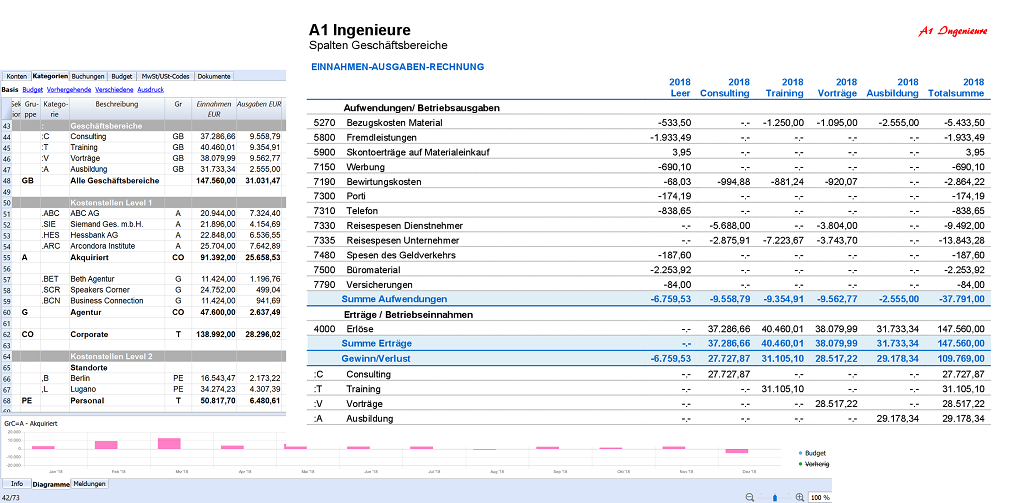 Konten Kategorien Buchungen Budget MwSt/USt-Codes Dokumente
Basis Budget Vorhergehende Verschiedene Ausdruck
Sek ion Gru- ppe Katego- rie Beschreibung Gr Einnahmen EUR Ausgaben EUR
43 : Geschäftsbereiche
44 :C Consulting GB 37.286,66 9.558,79
45 :T Training GB 40.460,01 9.354,91
46 :V Vorträge GB 38.079,99 9.562,77
47 :A Ausbildung GB 31.733,34 2.555,00
48 GB Alle Geschäftsbereiche 147.560,00 31.031,47
49
50 Kostenstellen Level 1
51 .ABC ABC AG A 20.944,00 7.324,40
52 .SIE Siemand Ges. m.b.H. A 21.896,00 4.154,69
53 .HES Hessbank AG A 22.848,00 6.536,55
54 .ARC Arcondora Institute A 25.704,00 7.642,89
55 A Akquiriert CO 91.392,00 25.658,53
56
57 .BET Beth Agentur G 11.424,00 1.196,76
58 .SCR Speakers Corner G 24.752,00 499,04
59 .BCN Business Connection G 11.424,00 941,69
60 G Agentur CO 47.600,00 2.637,49
61
62 CO Corporate T 138.992,00 28.296,02
63
64 Kostenstellen Level 2
65 Standorte
66 ,B Berlin PE 16.543,47 2.173,22
67 ,L Lugano PE 34.274,23 4.307,39
68 PE Personal T 50.817,70 6.480,61
69
GrC=A - Akquiriert
20.000
10.000
0
-10.000
-20.000
Jan '18 Feb '18 Mar '18 Apr '18 Mai '18 Jun '18 Jul '18 Aug '18 Sep '18 Okt '18 Nov '18 Dez '18
Budget
Vorherig
Info Diagramme Meldungen
42/73
100 %
A1 Ingenieure
A1 Ingenieure
Spalten Geschäftsbereiche
EINNAHMEN-AUSGABEN-RECHNUNG
2018 2018 2018 2018 2018 2018
Leer Consulting Training Vorträge Ausbildung Totalsumme
Aufwendungen/ Betriebsausgaben
5270 Bezugskosten Material -533,50 -.- -1.250,00 -1.095,00 -2.555,00 -5.433,50
5800 Fremdleistungen -1.933,49 -.- -.- -.- -.- -1.933,49
5900 Skontoerträge auf Materialeinkauf 3,95 -.- -.- -.- -.- 3,95
7150 Werbung -690,10 -.- -.- -.- -.- -690,10
7190 Bewirtungskosten -68,03 -994,88 -881,24 -920,07 -.- -2.864,22
7300 Porti -174,19 -.- -.- -.- -.- -174,19
7310 Telefon -838,65 -.- -.- -.- -.- -838,65
7330 Reisespesen Dienstnehmer -.- -5.688,00 -.- -3.804,00 -.- -9.492,00
7335 Reisespesen Unternehmer -.- -2.875,91 -7.223,67 -3.743,70 -.- -13.843,28
7480 Spesen des Geldverkehrs -187,60 -.- -.- -.- -.- -187,60
7500 Büromaterial -2.253,92 -.- -.- -.- -.- -2.253,92
7790 Versicherungen -84,00 -.- -.- -.- -.- -84,00
Summe Aufwendungen -6.759,53 -9.558,79 -9.354,91 -9.562,77 -2.555,00 -37.791,00
Erträge / Betriebseinnahmen
4000 Erlöse -.- 37.286,66 40.460,01 38.079,99 31.733,34 147.560,00
Summe Erträge -.- 37.286,66 40.460,01 38.079,99 31.733,34 147.560,00
Gewinn/Verlust -6.759,53 27.727,87 31.105,10 28.517,22 29.178,34 109.769,00
:C Consulting -.- 27.727,87 -.- -.- -.- 27.727,87
:T Training -.- -.- 31.105,10 -.- -.- 31.105,10
:V Vorträge -.- -.- -.- 28.517,22 -.- 28.517,22
:A Ausbildung -.- -.- -.- -.- 29.178,34 29.178,34